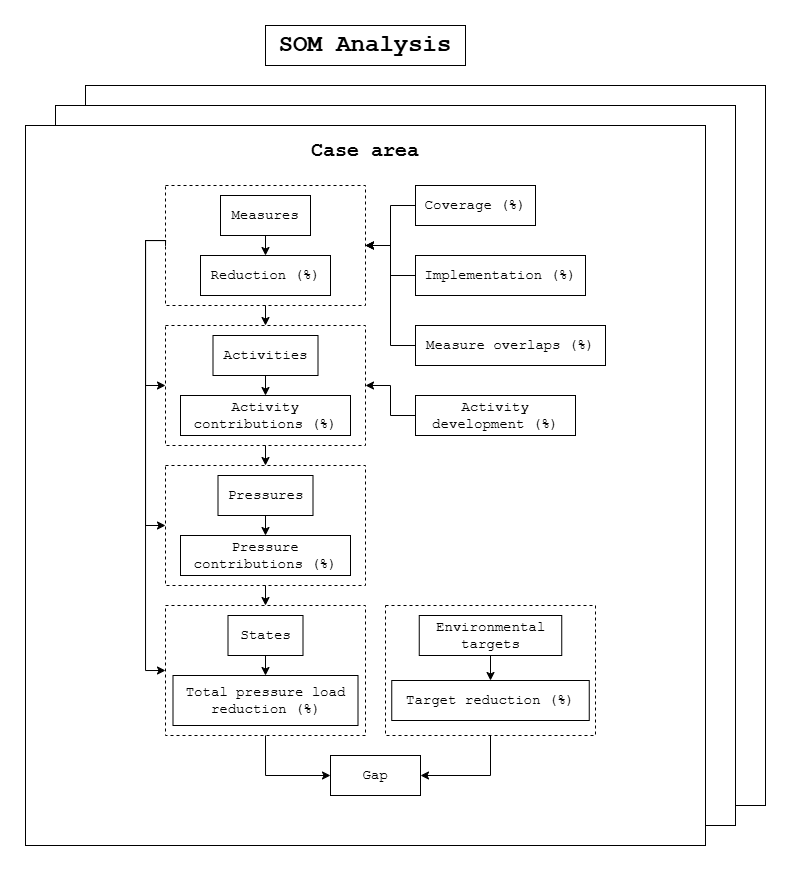 SOM Analysis
Case area
Measures
Reduction (%)
Coverage (%)
Implementation (%)
Measure overlaps (%)
Activities
Activity
contributions (%)
Activity
development (%)
Pressures
Pressure
contributions (%)
States
Total pressure load
reduction (%)
Environmental
targets
Target reduction (%)
Gap